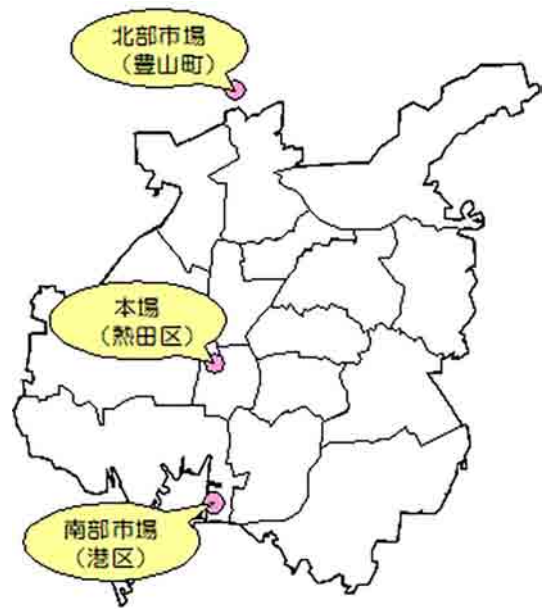 北部市場
（豊山町）
本場
（熱田区）
南部市場
（港区）